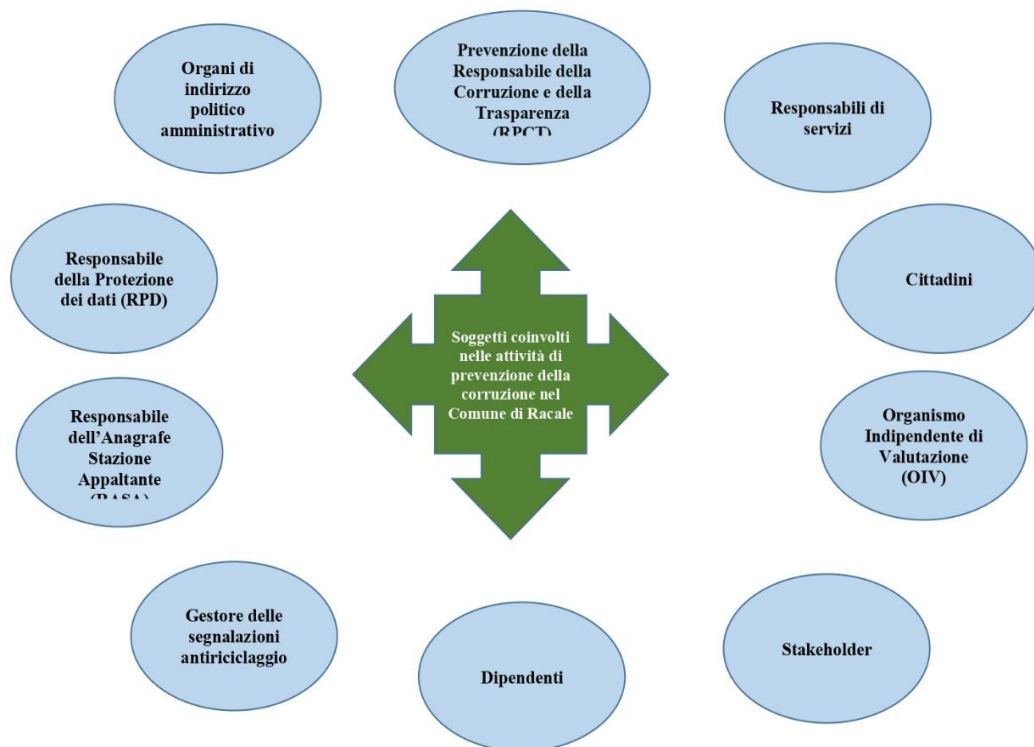 Organi di
indirizzo
politico
amministrativo
Prevenzione della
Responsabile della
Corruzione e della
Trasparenza
(RPCT)
Responsabili di
servizi
Responsabile
della Protezione
dei dati (RPD)
Cittadini
Soggetti coinvolti
nelle attività di
prevenzione della
corruzione nel
Comune di Racale
Responsabile
dell’Anagrafe
Stazione
Appaltante
(RASA)
Organismo
Indipendente di
Valutazione
(OIV)
Gestore delle
segnalazioni
antiriciclaggio
Dipendenti
Stakeholder